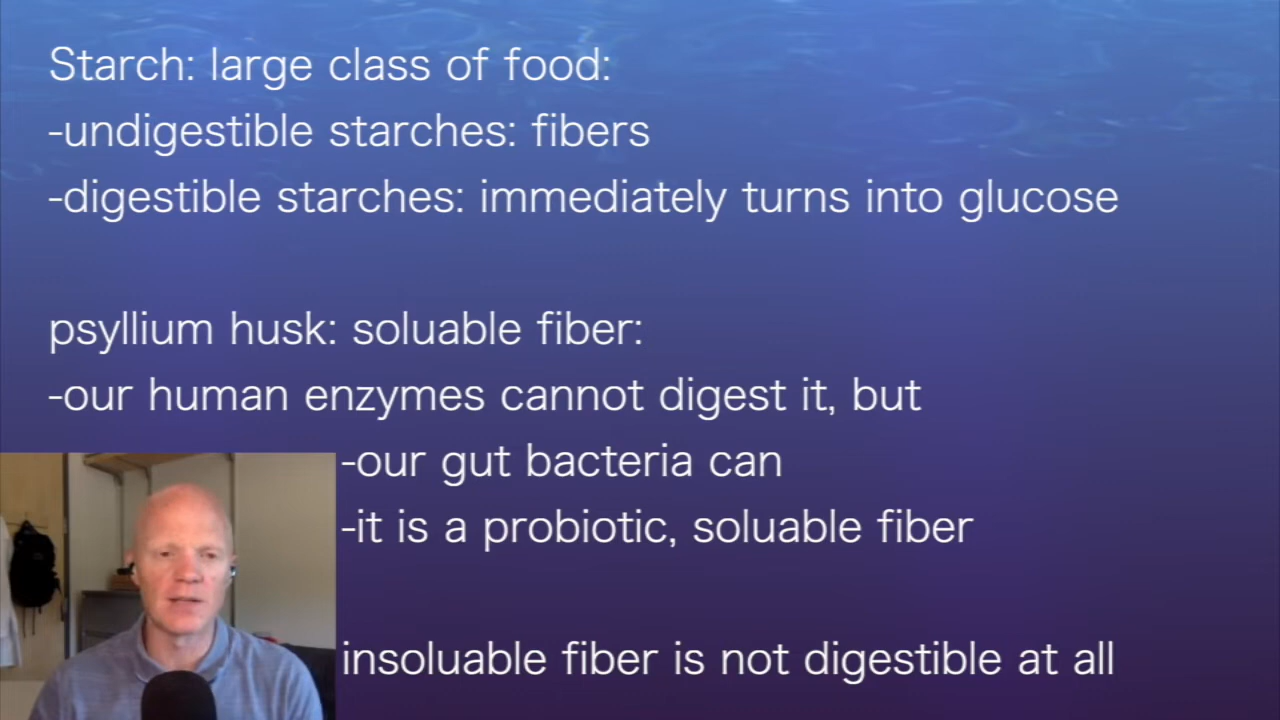 Starch: large class of food:
-undigestible starches: fibers
-digestible starches: immediately turns into glucose
psyllium husk: soluable fiber:
-our human enzymes cannot digest it, but
-our gut bacteria can
-it is a probiotic, soluable fiber
insoluable fiber is not digestible at all